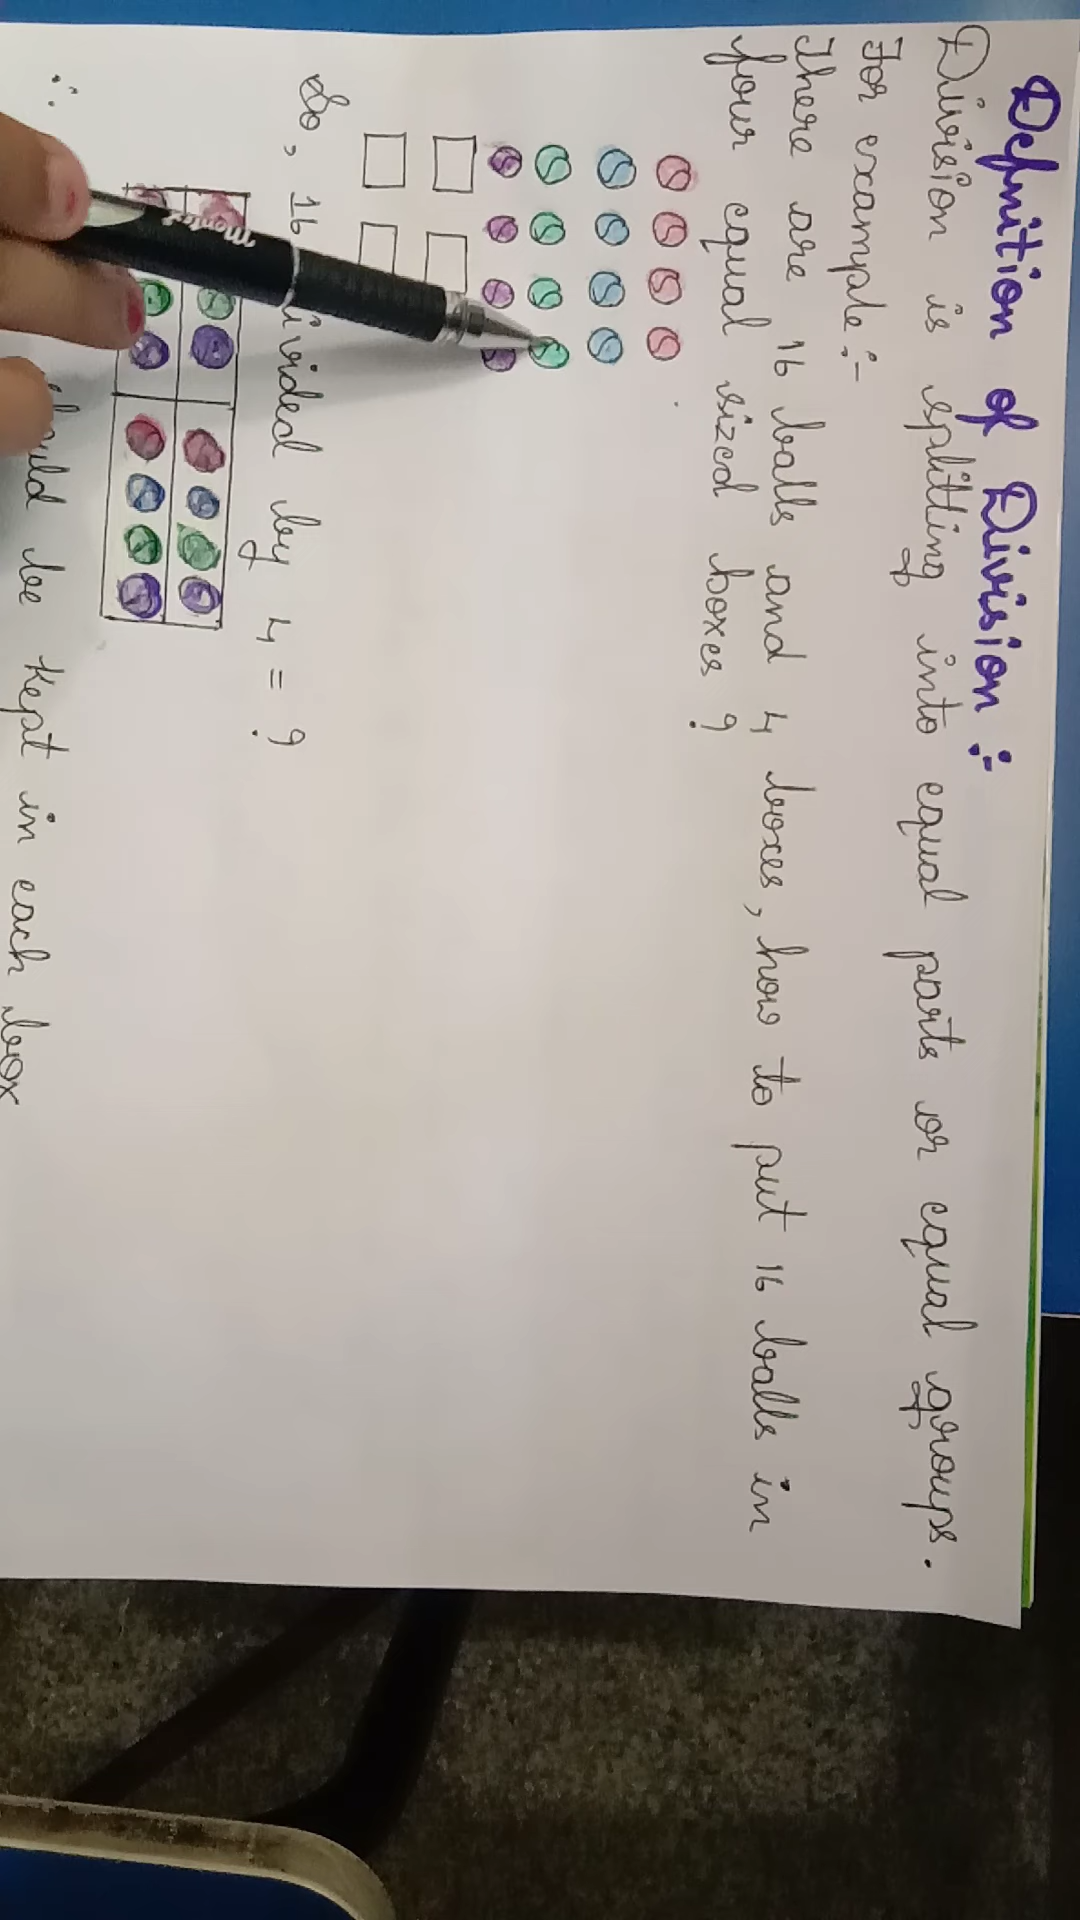 Definition of Division :-
Division is splitting into equal parts or equal groups.
For example :-
There are 16 balls and 4 boxes, how to put 16 balls in
four equal sized boxes ?
So, 16 divided by 4 = ?
∴ should be kept in each box